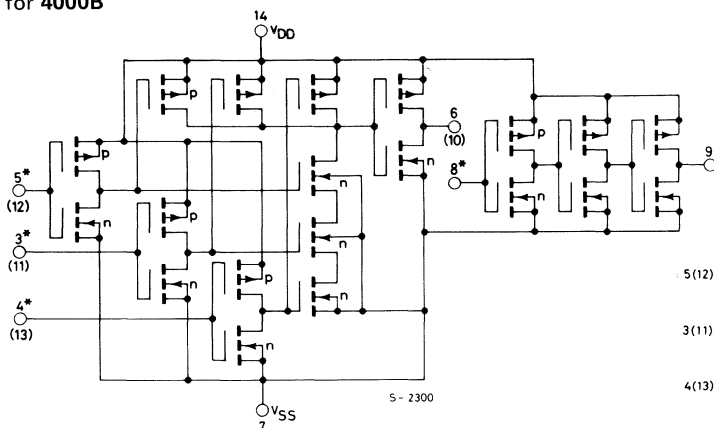 for 4000B
14
VDD
p
6
(10)
p
8*
p
9
5*
(12)
n
n
n
n
p
3*
(11)
n
n
p
4*
(13)
n
n
5(12)
3(11)
4(13)
S-2300
VSS
7